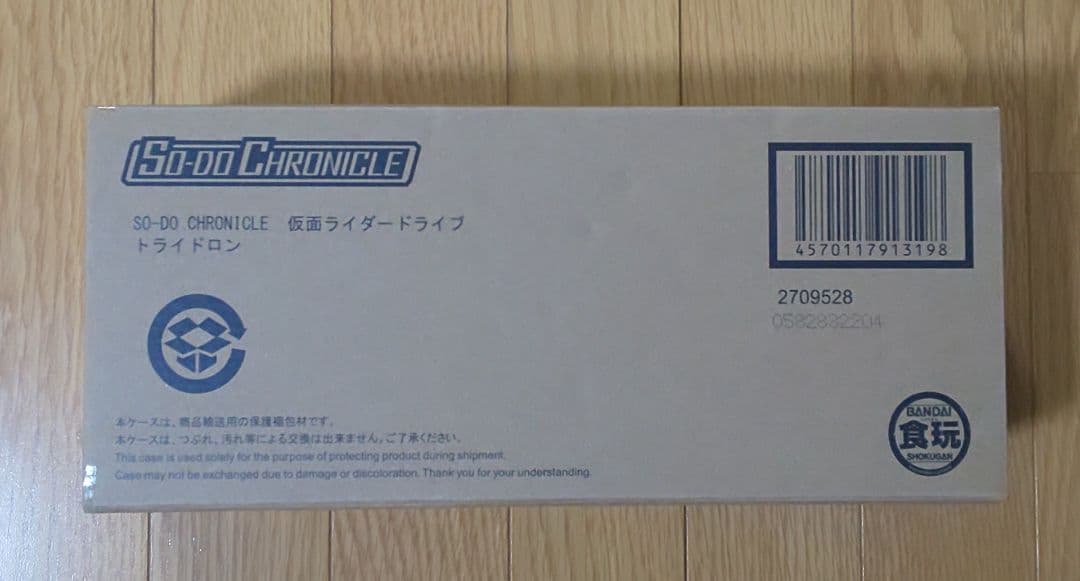 SO-DO CHRONICLE
SO-DO CHRONICLE 仮面ライダードライブ
トライドロン
4570117913198
2709528
0582832204
本ケースは、商品輸送用の保護梱包材です。
本ケースは、つぶれ、汚れ等による交換は出来ません。ご了承ください。
This case is used solely for the purpose of protecting product during shipment.
Case may not be exchanged due to damage or discoloration. Thank you for your understanding.
BANDAI
食玩
SHOKUGAN